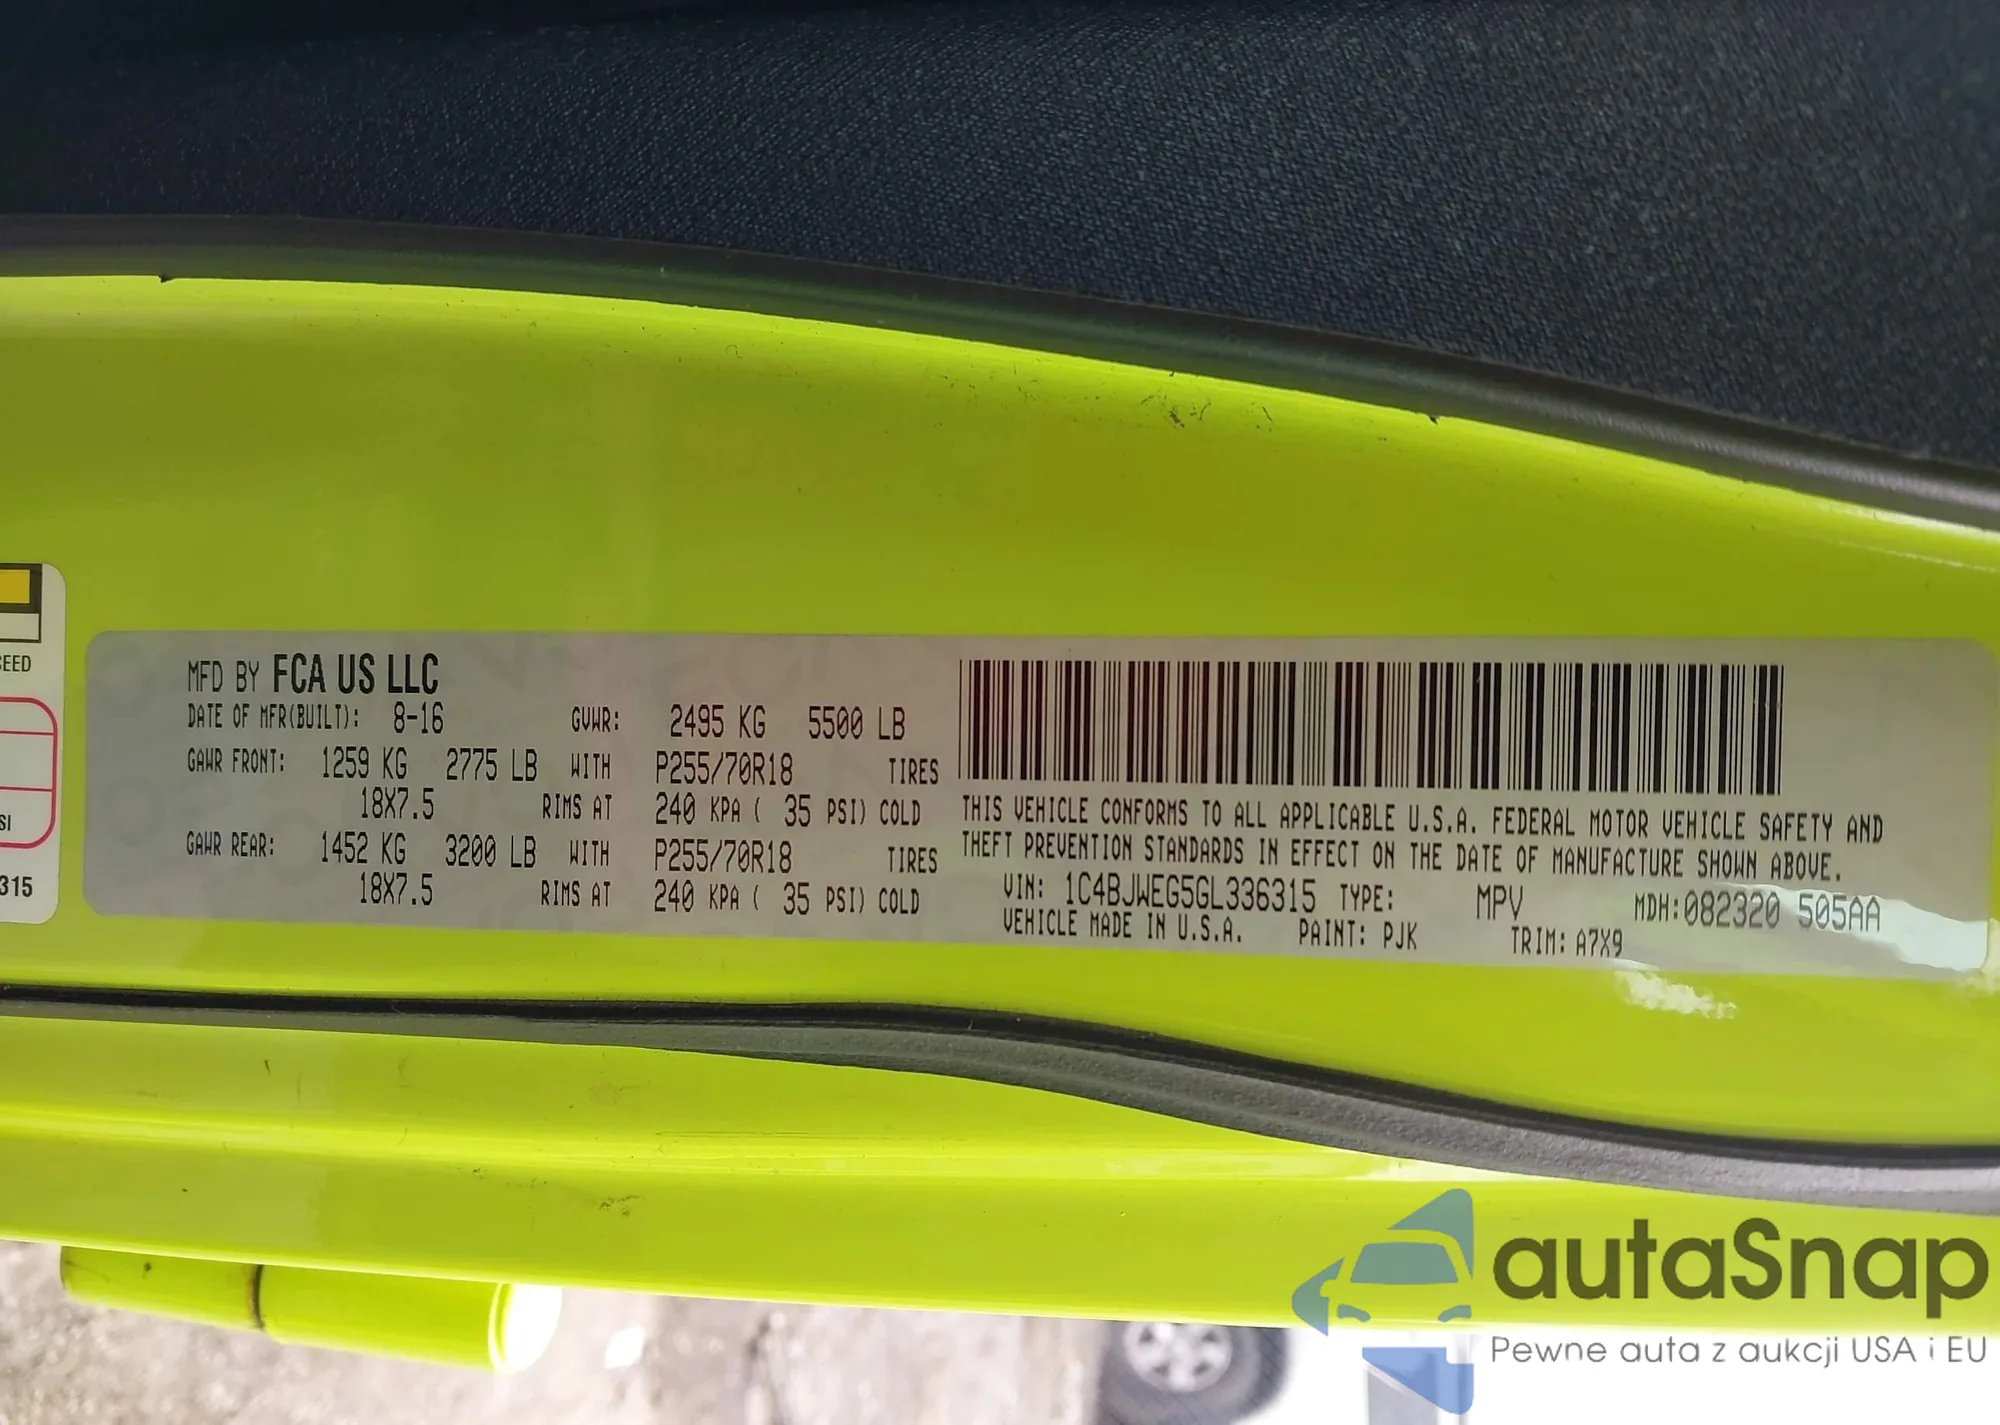 CEED
SI
315
MFD BY FCA US LLC
DATE OF MFR(BUILT): 8-16 GVWR: 2495 KG 5500 LB
GAWR FRONT: 1259 KG 2775 LB WITH P255/70R18 TIRES
18X7.5 RIMS AT 240 KPA ( 35 PSI) COLD
GAWR REAR: 1452 KG 3200 LB WITH P255/70R18 TIRES
18X7.5 RIMS AT 240 KPA ( 35 PSI) COLD
THIS VEHICLE CONFORMS TO ALL APPLICABLE U.S.A. FEDERAL MOTOR VEHICLE SAFETY AND
THEFT PREVENTION STANDARDS IN EFFECT ON THE DATE OF MANUFACTURE SHOWN ABOVE.
VIN: 1C4BJWEG5GL336315 TYPE: MPV MDH:082320 505AA
VEHICLE MADE IN U.S.A. PAINT: PJK TRIM: A7X9
autaSnap
Pewne auta z aukcji USA i EU